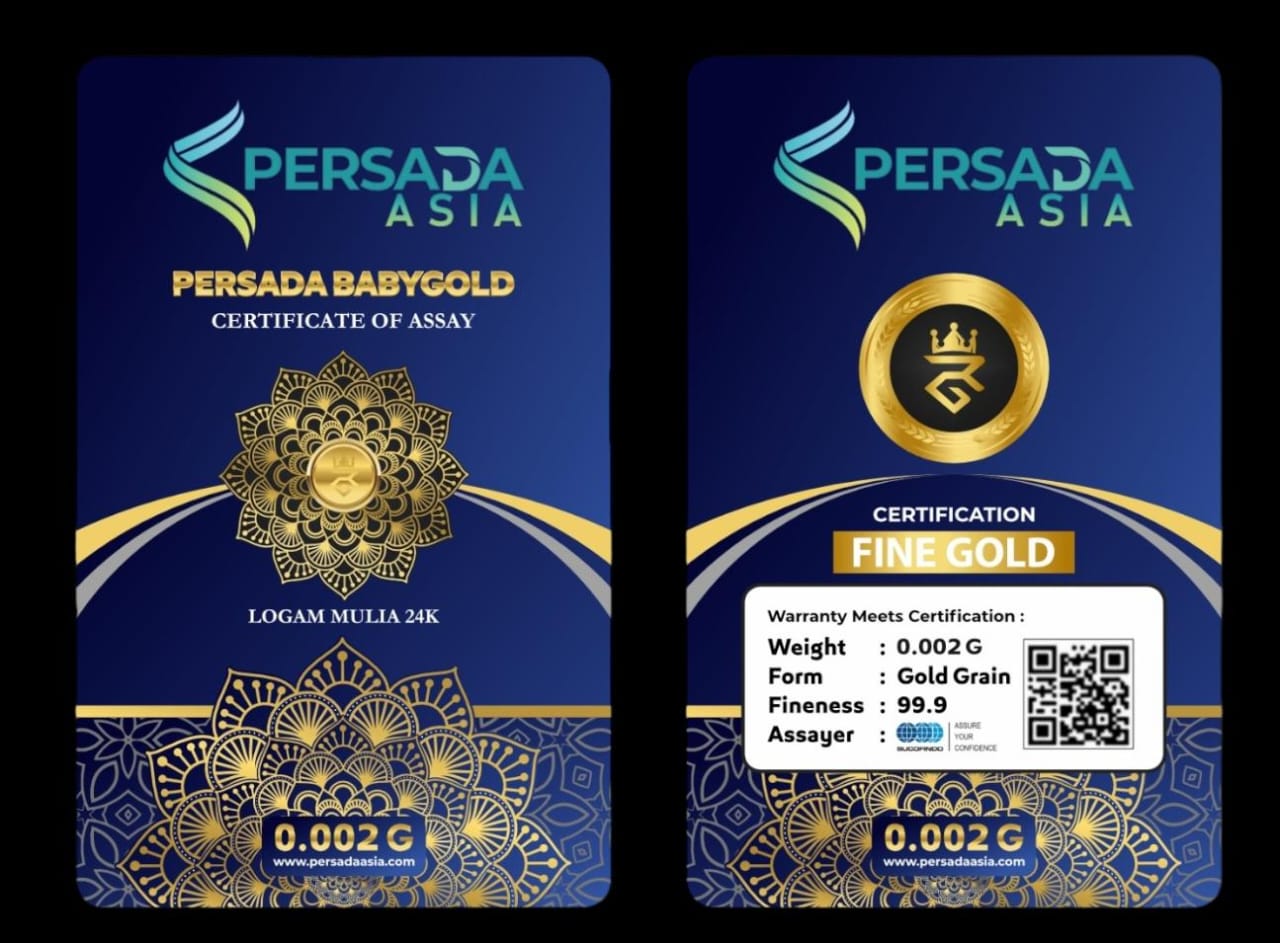 PERSADA
ASIA
PERSADA BABYGOLD
CERTIFICATE OF ASSAY
LOGAM MULIA 24K
0.002 G
www.persadaasia.com
PERSADA
ASIA
CERTIFICATION
FINE GOLD
Warranty Meets Certification :
Weight : 0.002 G
Form : Gold Grain
Fineness : 99.9
Assayer : SUCOFINDO ASSURE
YOUR
CONFIDENCE
0.002 G
www.persadaasia.com